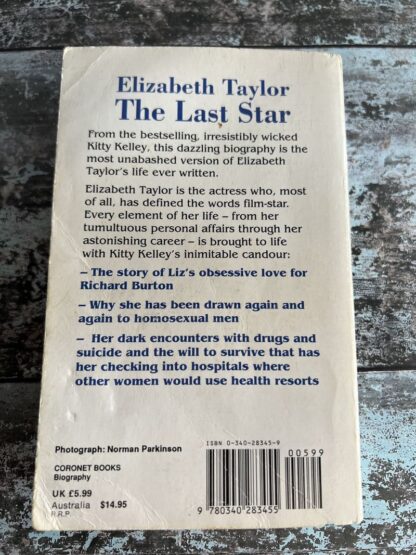 Elizabeth Taylor
The Last Star
From the bestselling, irresistibly wicked
Kitty Kelley, this dazzling biography is the
most unabashed version of Elizabeth
Taylor's life ever written.
Elizabeth Taylor is the actress who, most
of all, has defined the words film-star.
Every element of her life – from her
tumultuous personal affairs through her
astonishing career – is brought to life
with Kitty Kelley's inimitable candour:
– The story of Liz's obsessive love for
Richard Burton
– Why she has been drawn again and
again to homosexual men
– Her dark encounters with drugs and
suicide and the will to survive that has
her checking into hospitals where
other women would use health resorts
Photograph: Norman Parkinson
CORONET BOOKS
Biography
UK £5.99
Australia $14.95
R.R.P.
ISBN 0-340-28345-9
00599
9 780340 283455